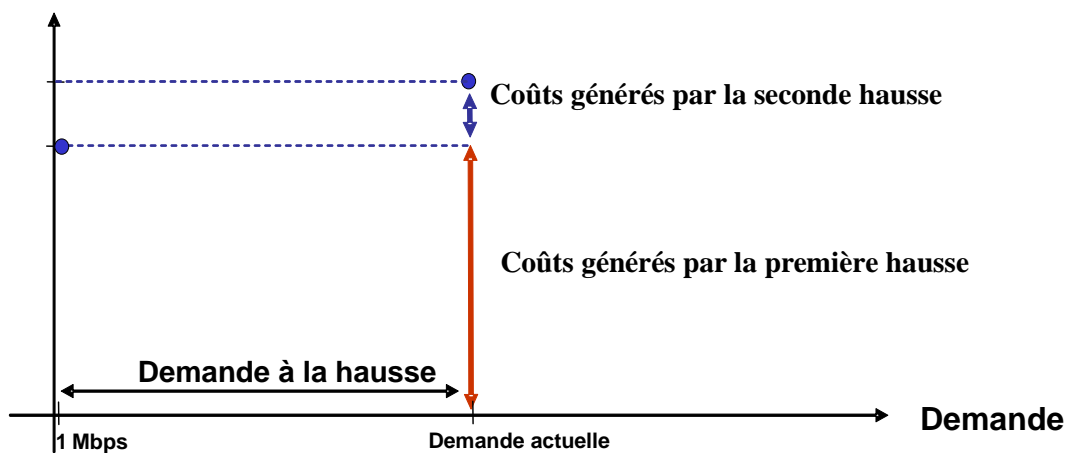 Coûts générés par la seconde hausse
Coûts générés par la première hausse
Demande à la hausse
Demande
1 Mbps
Demande actuelle